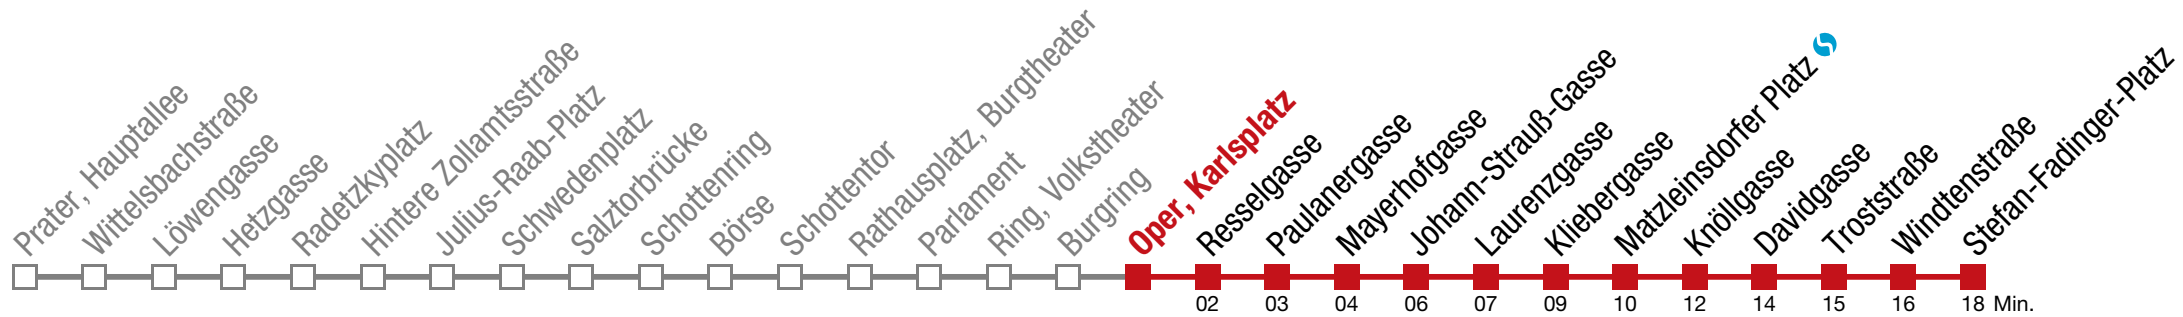 Prater, Hauptallee
Wittelsbachstraße
Löwengasse
Hetzgasse
Radetzkyplatz
Hintere Zollamtsstraße
Julius-Raab-Platz
Schwedenplatz
Salztorbrücke
Schottenring
Börse
Schottentor
Rathausplatz, Burgtheater
Parlament
Ring, Volkstheater
Burgring
Oper, Karlsplatz
Resselgasse
Paulanergasse
Mayerhofgasse
Johann-Strauß-Gasse
Laurenzgasse
Kliebergasse
Matzleinsdorfer Platz
Knöllgasse
Davidgasse
Troststraße
Windtenstraße
Stefan-Fadinger-Platz
02 03 04 06 07 09 10 12 14 15 16 18 Min.